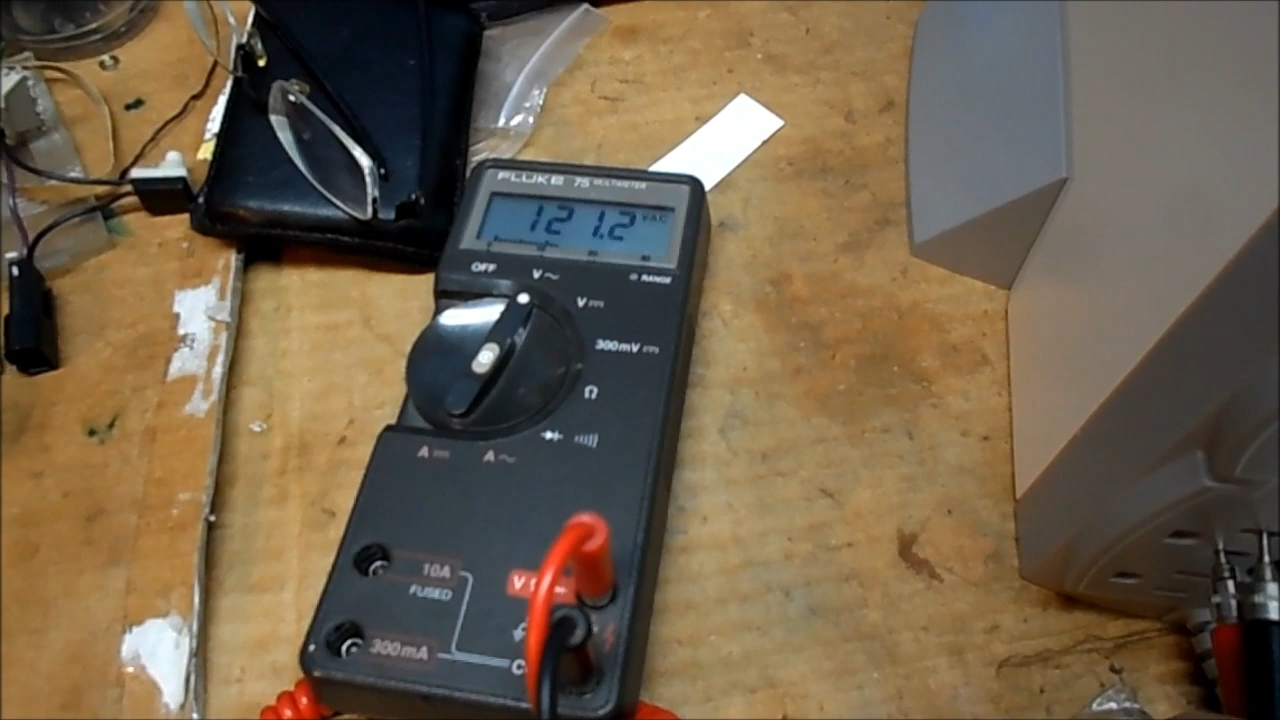 FLUKE 75 MULTIMETER
121.2 VAC
OFF V~ RANGE
V
300mV
Ω
A A~
10A
FUSED
300mA
V
C